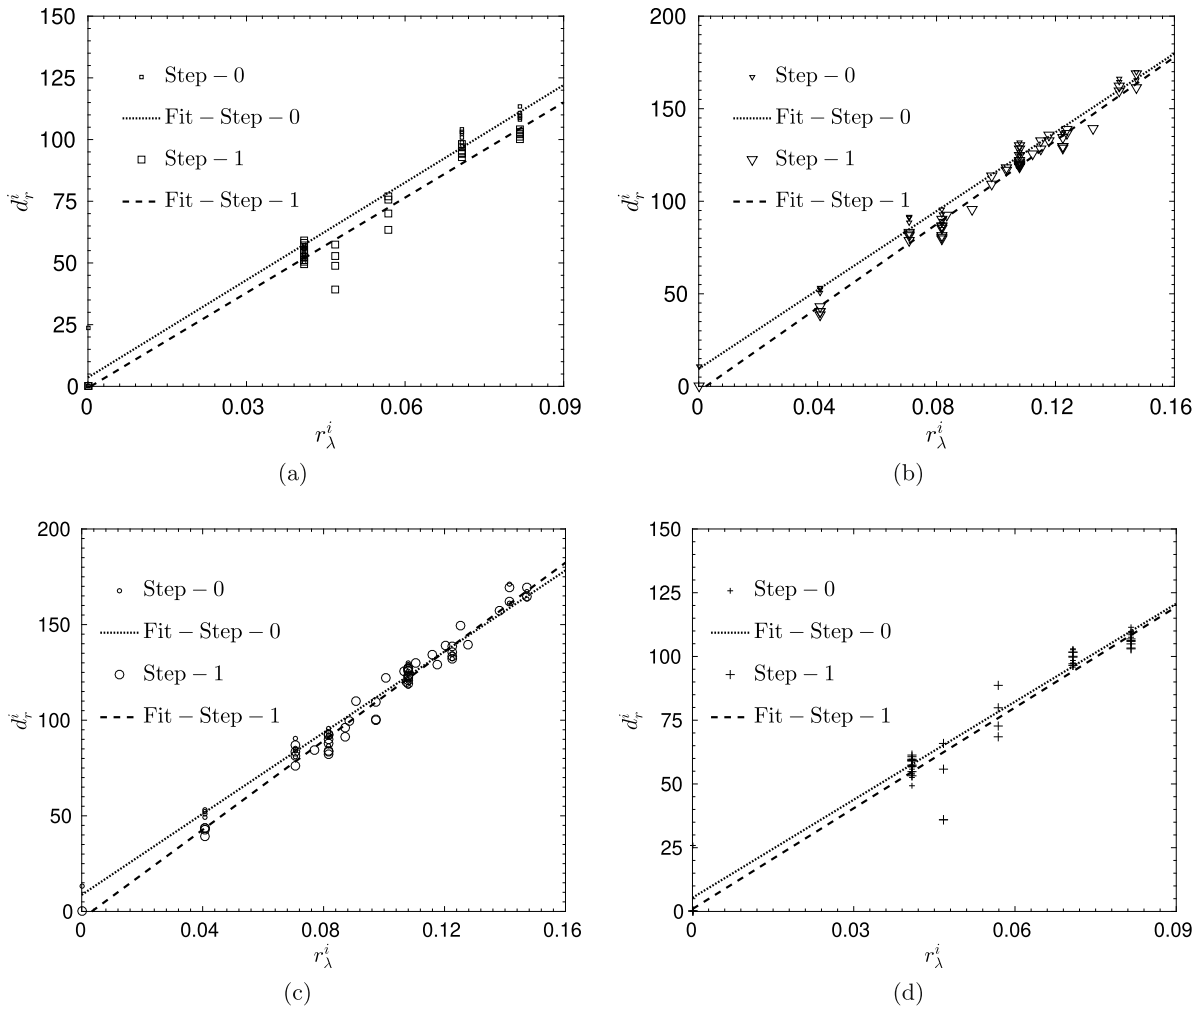 150
125
100
75
50
25
0
d_r^i
Step − 0
Fit − Step − 0
Step − 1
Fit − Step − 1
0 0.03 0.06 0.09
r_λ^i
(a)
200
150
100
50
0
d_r^i
Step − 0
Fit − Step − 0
Step − 1
Fit − Step − 1
0 0.04 0.08 0.12 0.16
r_λ^i
(b)
200
150
100
50
0
d_r^i
Step − 0
Fit − Step − 0
Step − 1
Fit − Step − 1
0 0.04 0.08 0.12 0.16
r_λ^i
(c)
150
125
100
75
50
25
0
d_r^i
Step − 0
Fit − Step − 0
Step − 1
Fit − Step − 1
0 0.03 0.06 0.09
r_λ^i
(d)